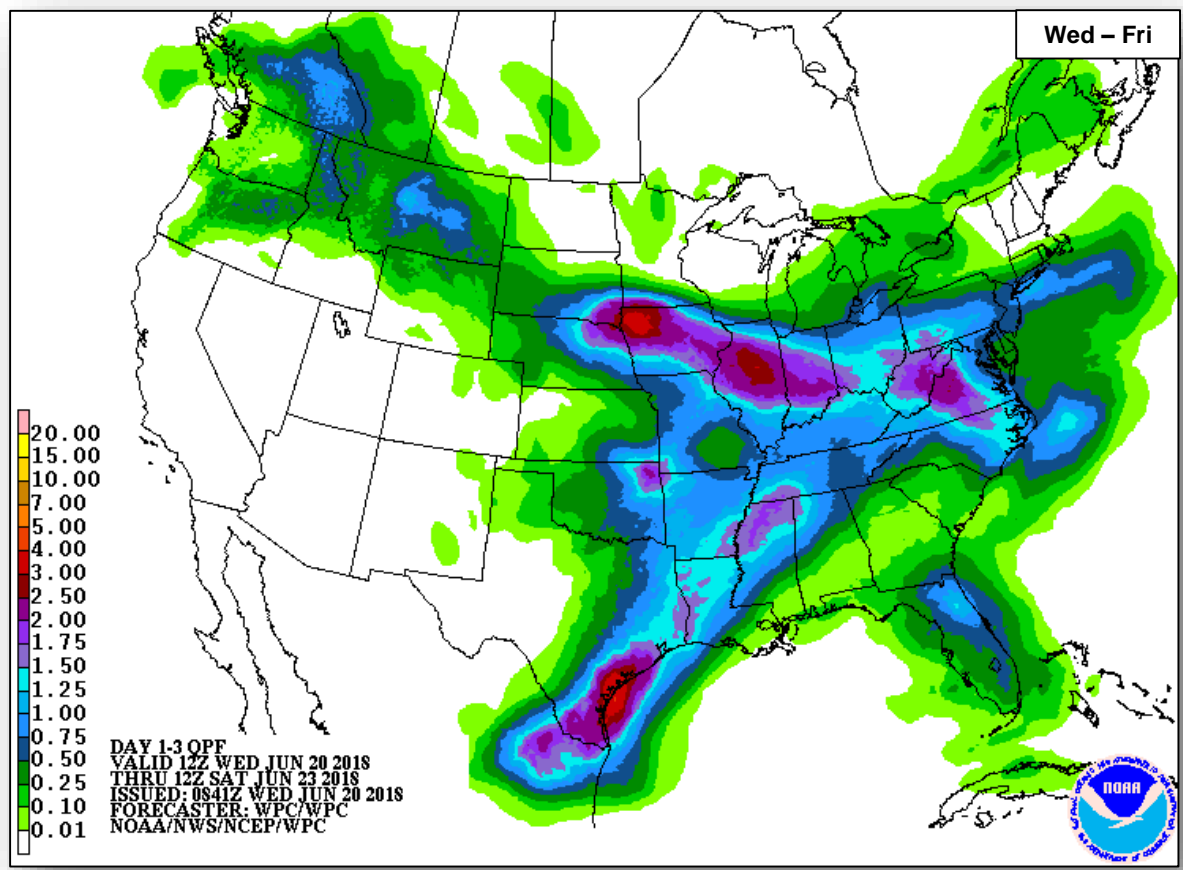 Wed – Fri
20.00
15.00
10.00
7.00
5.00
4.00
3.00
2.50
2.00
1.75
1.50
1.25
1.00
0.75
0.50
0.25
0.10
0.01
DAY 1-3 QPF
VALID 12Z WED JUN 20 2018
THRU 12Z SAT JUN 23 2018
ISSUED: 0841Z WED JUN 20 2018
FORECASTER: WPC/WPC
NOAA/NWS/NCEP/WPC
NOAA